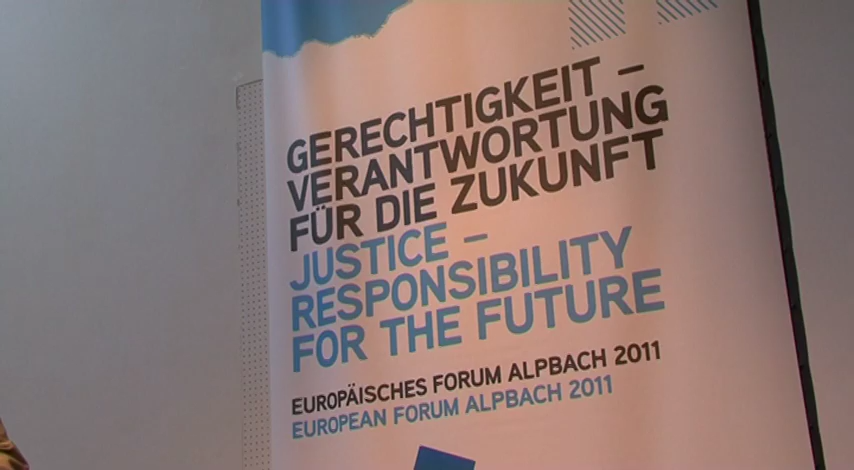 GERECHTIGKEIT –
VERANTWORTUNG
FÜR DIE ZUKUNFT
JUSTICE –
RESPONSIBILITY
FOR THE FUTURE
EUROPÄISCHES FORUM ALPBACH 2011
EUROPEAN FORUM ALPBACH 2011